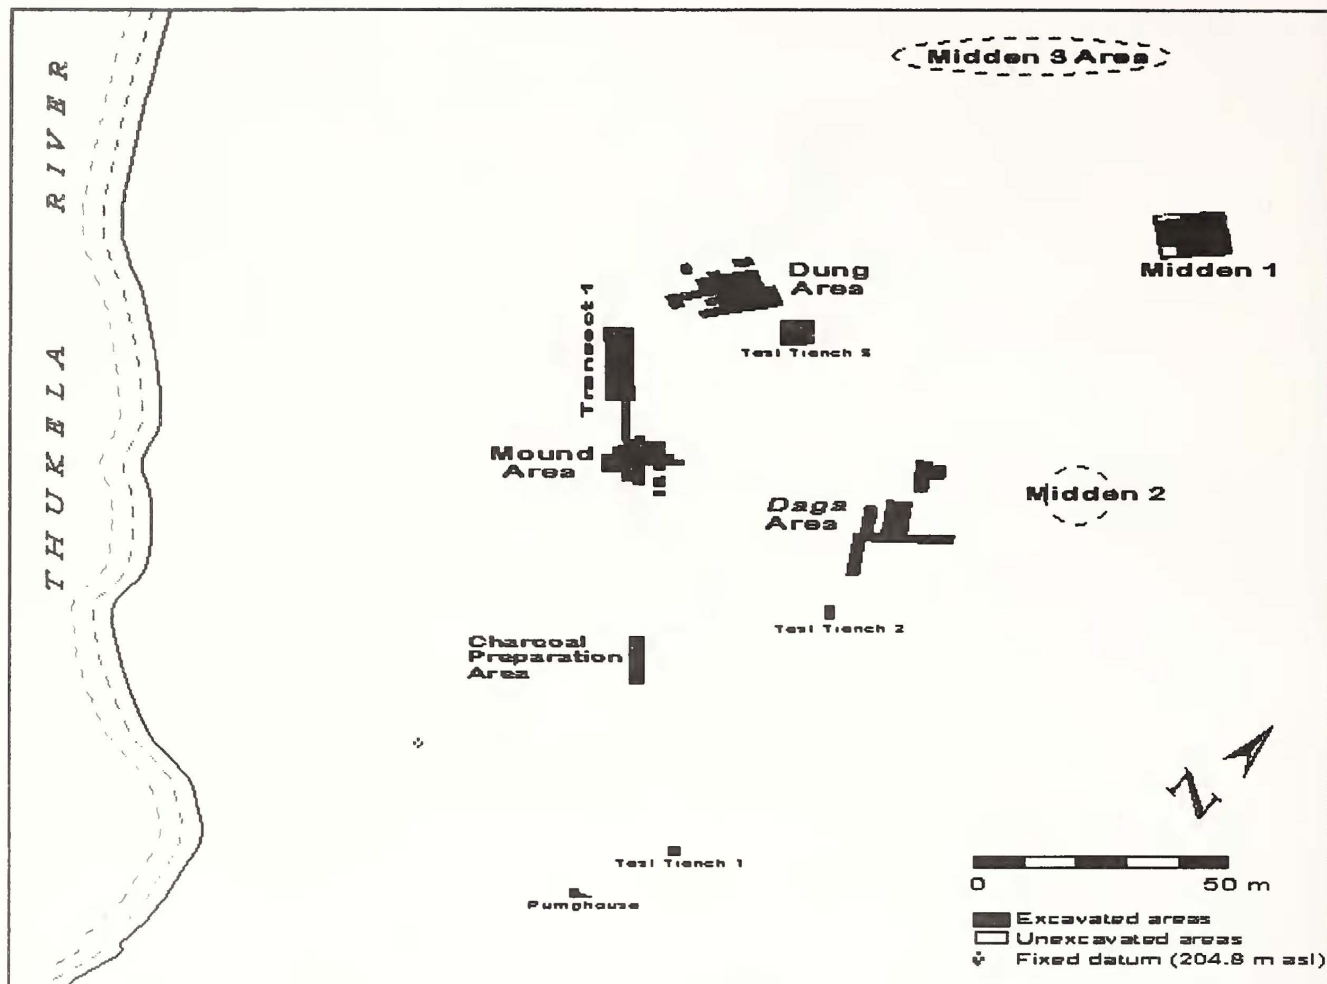 THUKELA RIVER
Midden 3 Area
Midden 1
Dung
Area
Transect 1
Test Trench 3
Mound
Area
Midden 2
Daga
Area
Test Trench 2
Charcoal
Preparation
Area
N
Test Trench 1
Pumphouse
0 50 m
Excavated areas
Unexcavated areas
Fixed datum (204.8 m asl)